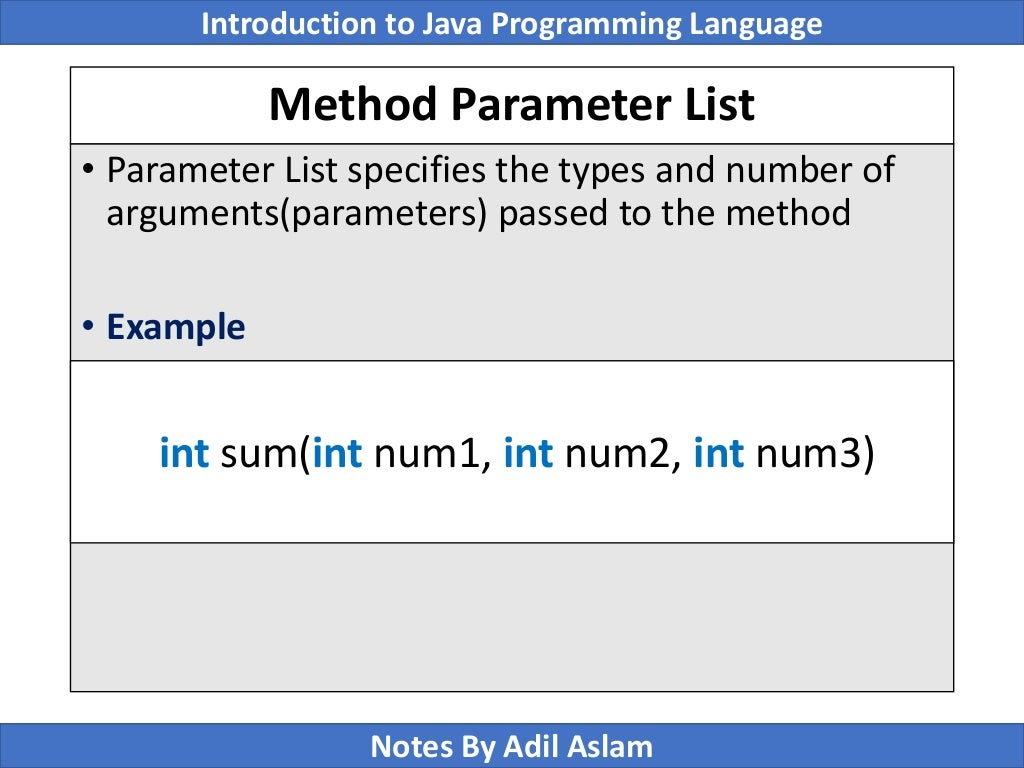 Introduction to Java Programming Language
Method Parameter List
• Parameter List specifies the types and number of
arguments(parameters) passed to the method
• Example
int sum(int num1, int num2, int num3)
Notes By Adil Aslam